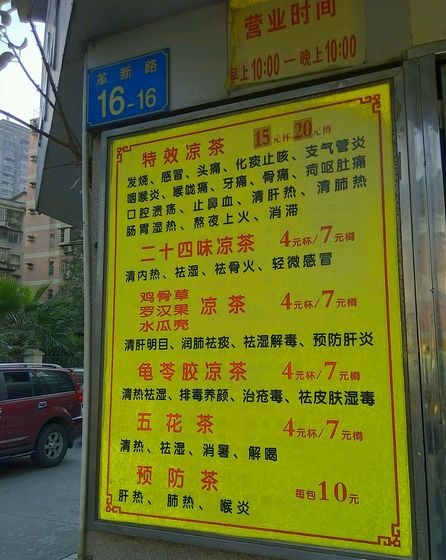 营业时间
早上10:00—晚上10:00
革新路
16-16
特效凉茶 15元杯/20元樽
发烧、感冒、头痛、化痰止咳、支气管炎
咽喉炎、喉咙痛、牙痛、骨痛、疴呕肚痛
口腔溃疡、止鼻血、清肝热、清肺热
肠胃湿热、熬夜上火、消滞
二十四味凉茶 4元杯/7元樽
清内热、祛湿、祛骨火、轻微感冒
鸡骨草
罗汉果 凉茶 4元杯/7元樽
水瓜壳
清肝明目、润肺祛痰、祛湿解毒、预防肝炎
龟苓胶凉茶 4元杯/7元樽
清热祛湿、排毒养颜、治疮毒、祛皮肤湿毒
五花茶 4元杯/7元樽
清热、祛湿、消暑、解喝
预防茶 每包10元
肝热、肺热、喉炎